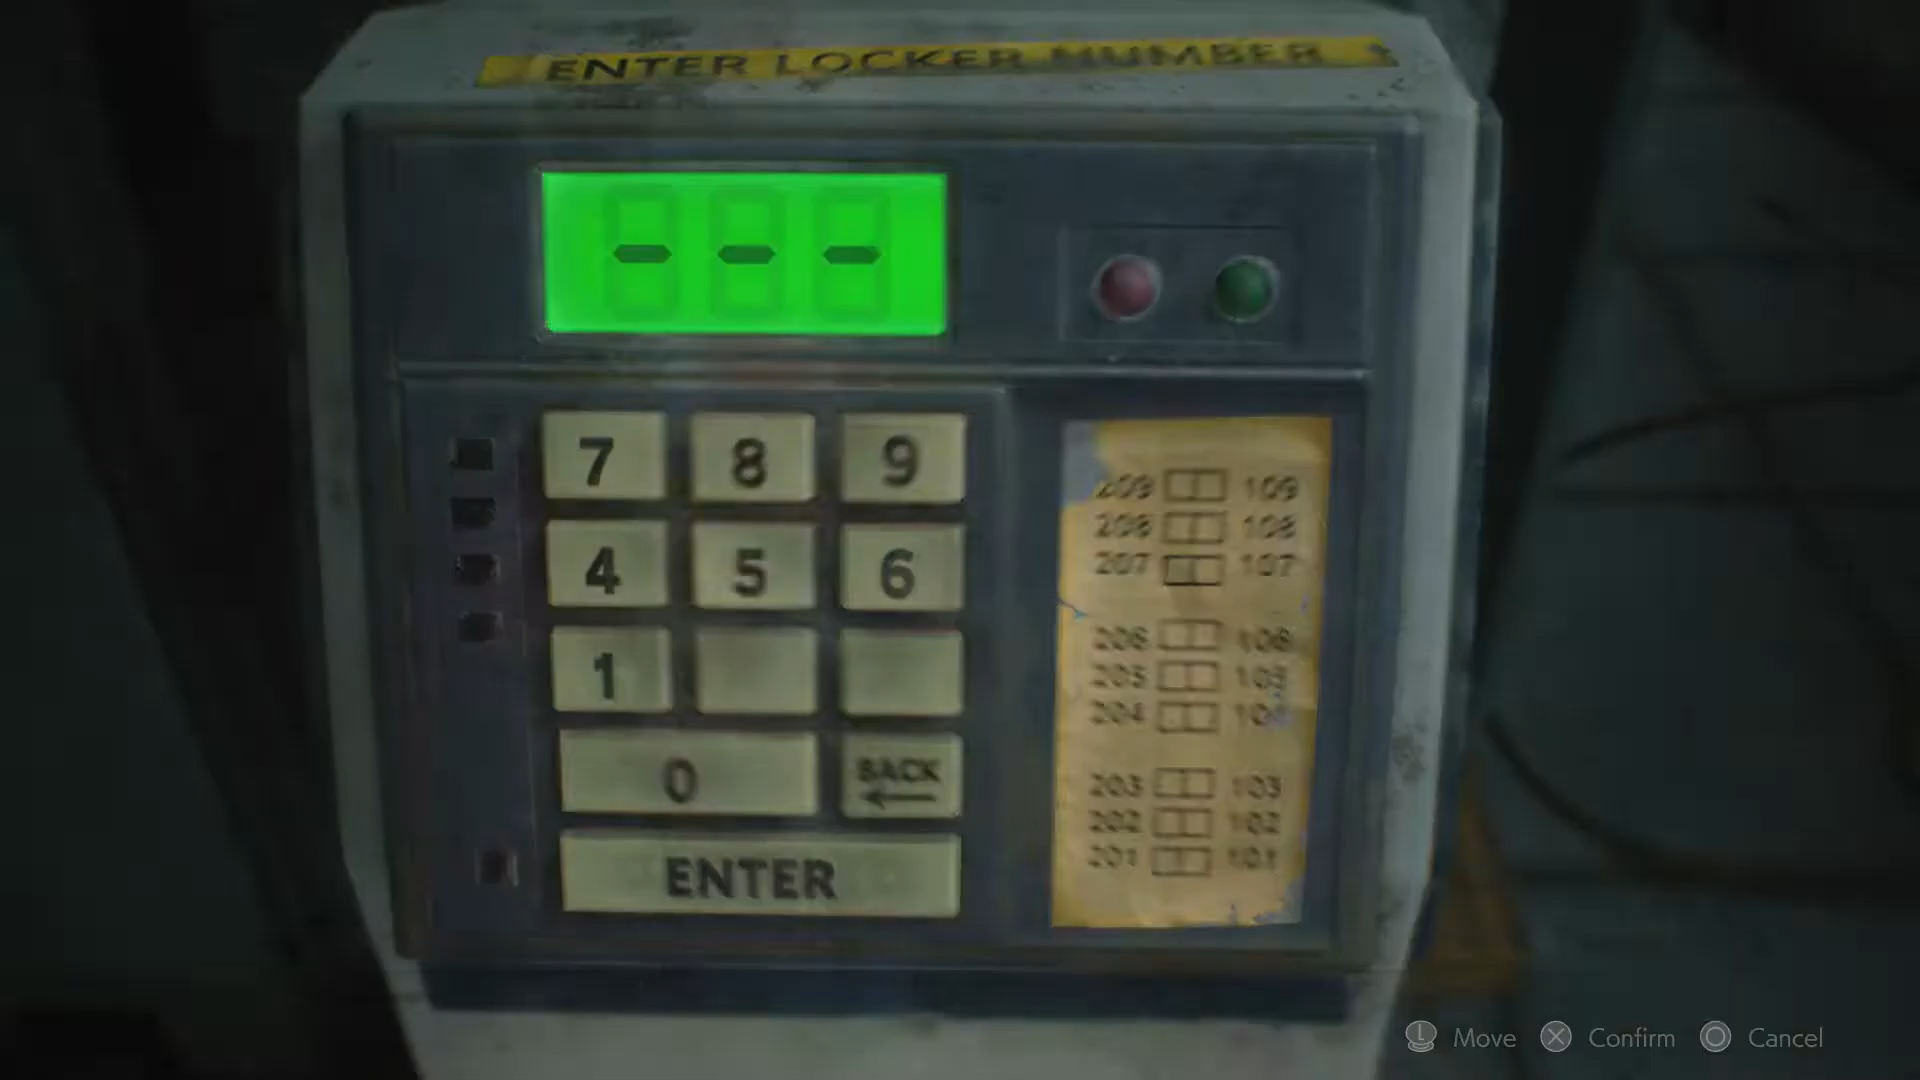 ENTER LOCKER NUMBER
7 8 9
4 5 6
1
0 BACK
ENTER
209 109
208 108
207 107
206 106
205 105
204
203 103
202 102
201 101
L Move Confirm Cancel